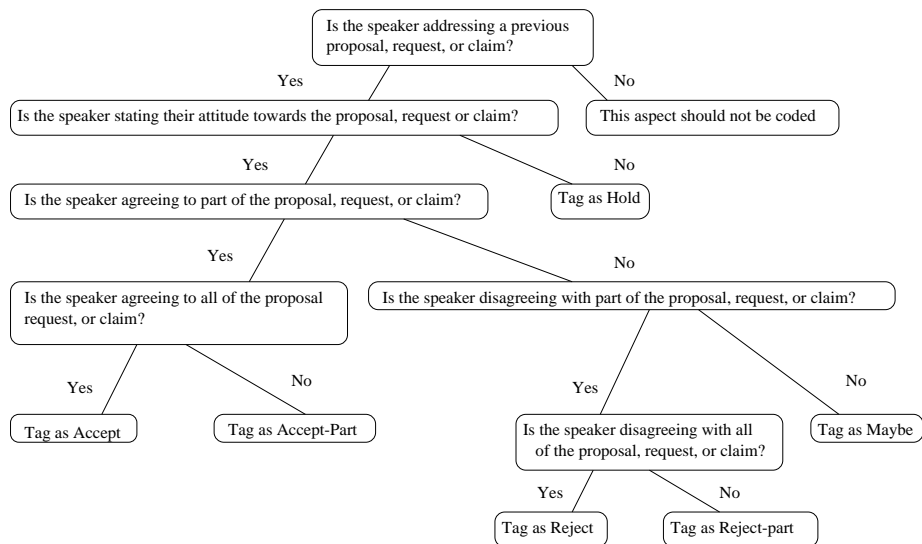 Is the speaker addressing a previous
proposal, request, or claim?
Yes
No
Is the speaker stating their attitude towards the proposal, request or claim?
This aspect should not be coded
Yes
No
Is the speaker agreeing to part of the proposal, request, or claim?
Tag as Hold
Yes
No
Is the speaker agreeing to all of the proposal
request, or claim?
Is the speaker disagreeing with part of the proposal, request, or claim?
Yes
No
Yes
No
Tag as Accept
Tag as Accept-Part
Is the speaker disagreeing with all
of the proposal, request, or claim?
Tag as Maybe
Yes
No
Tag as Reject
Tag as Reject-part